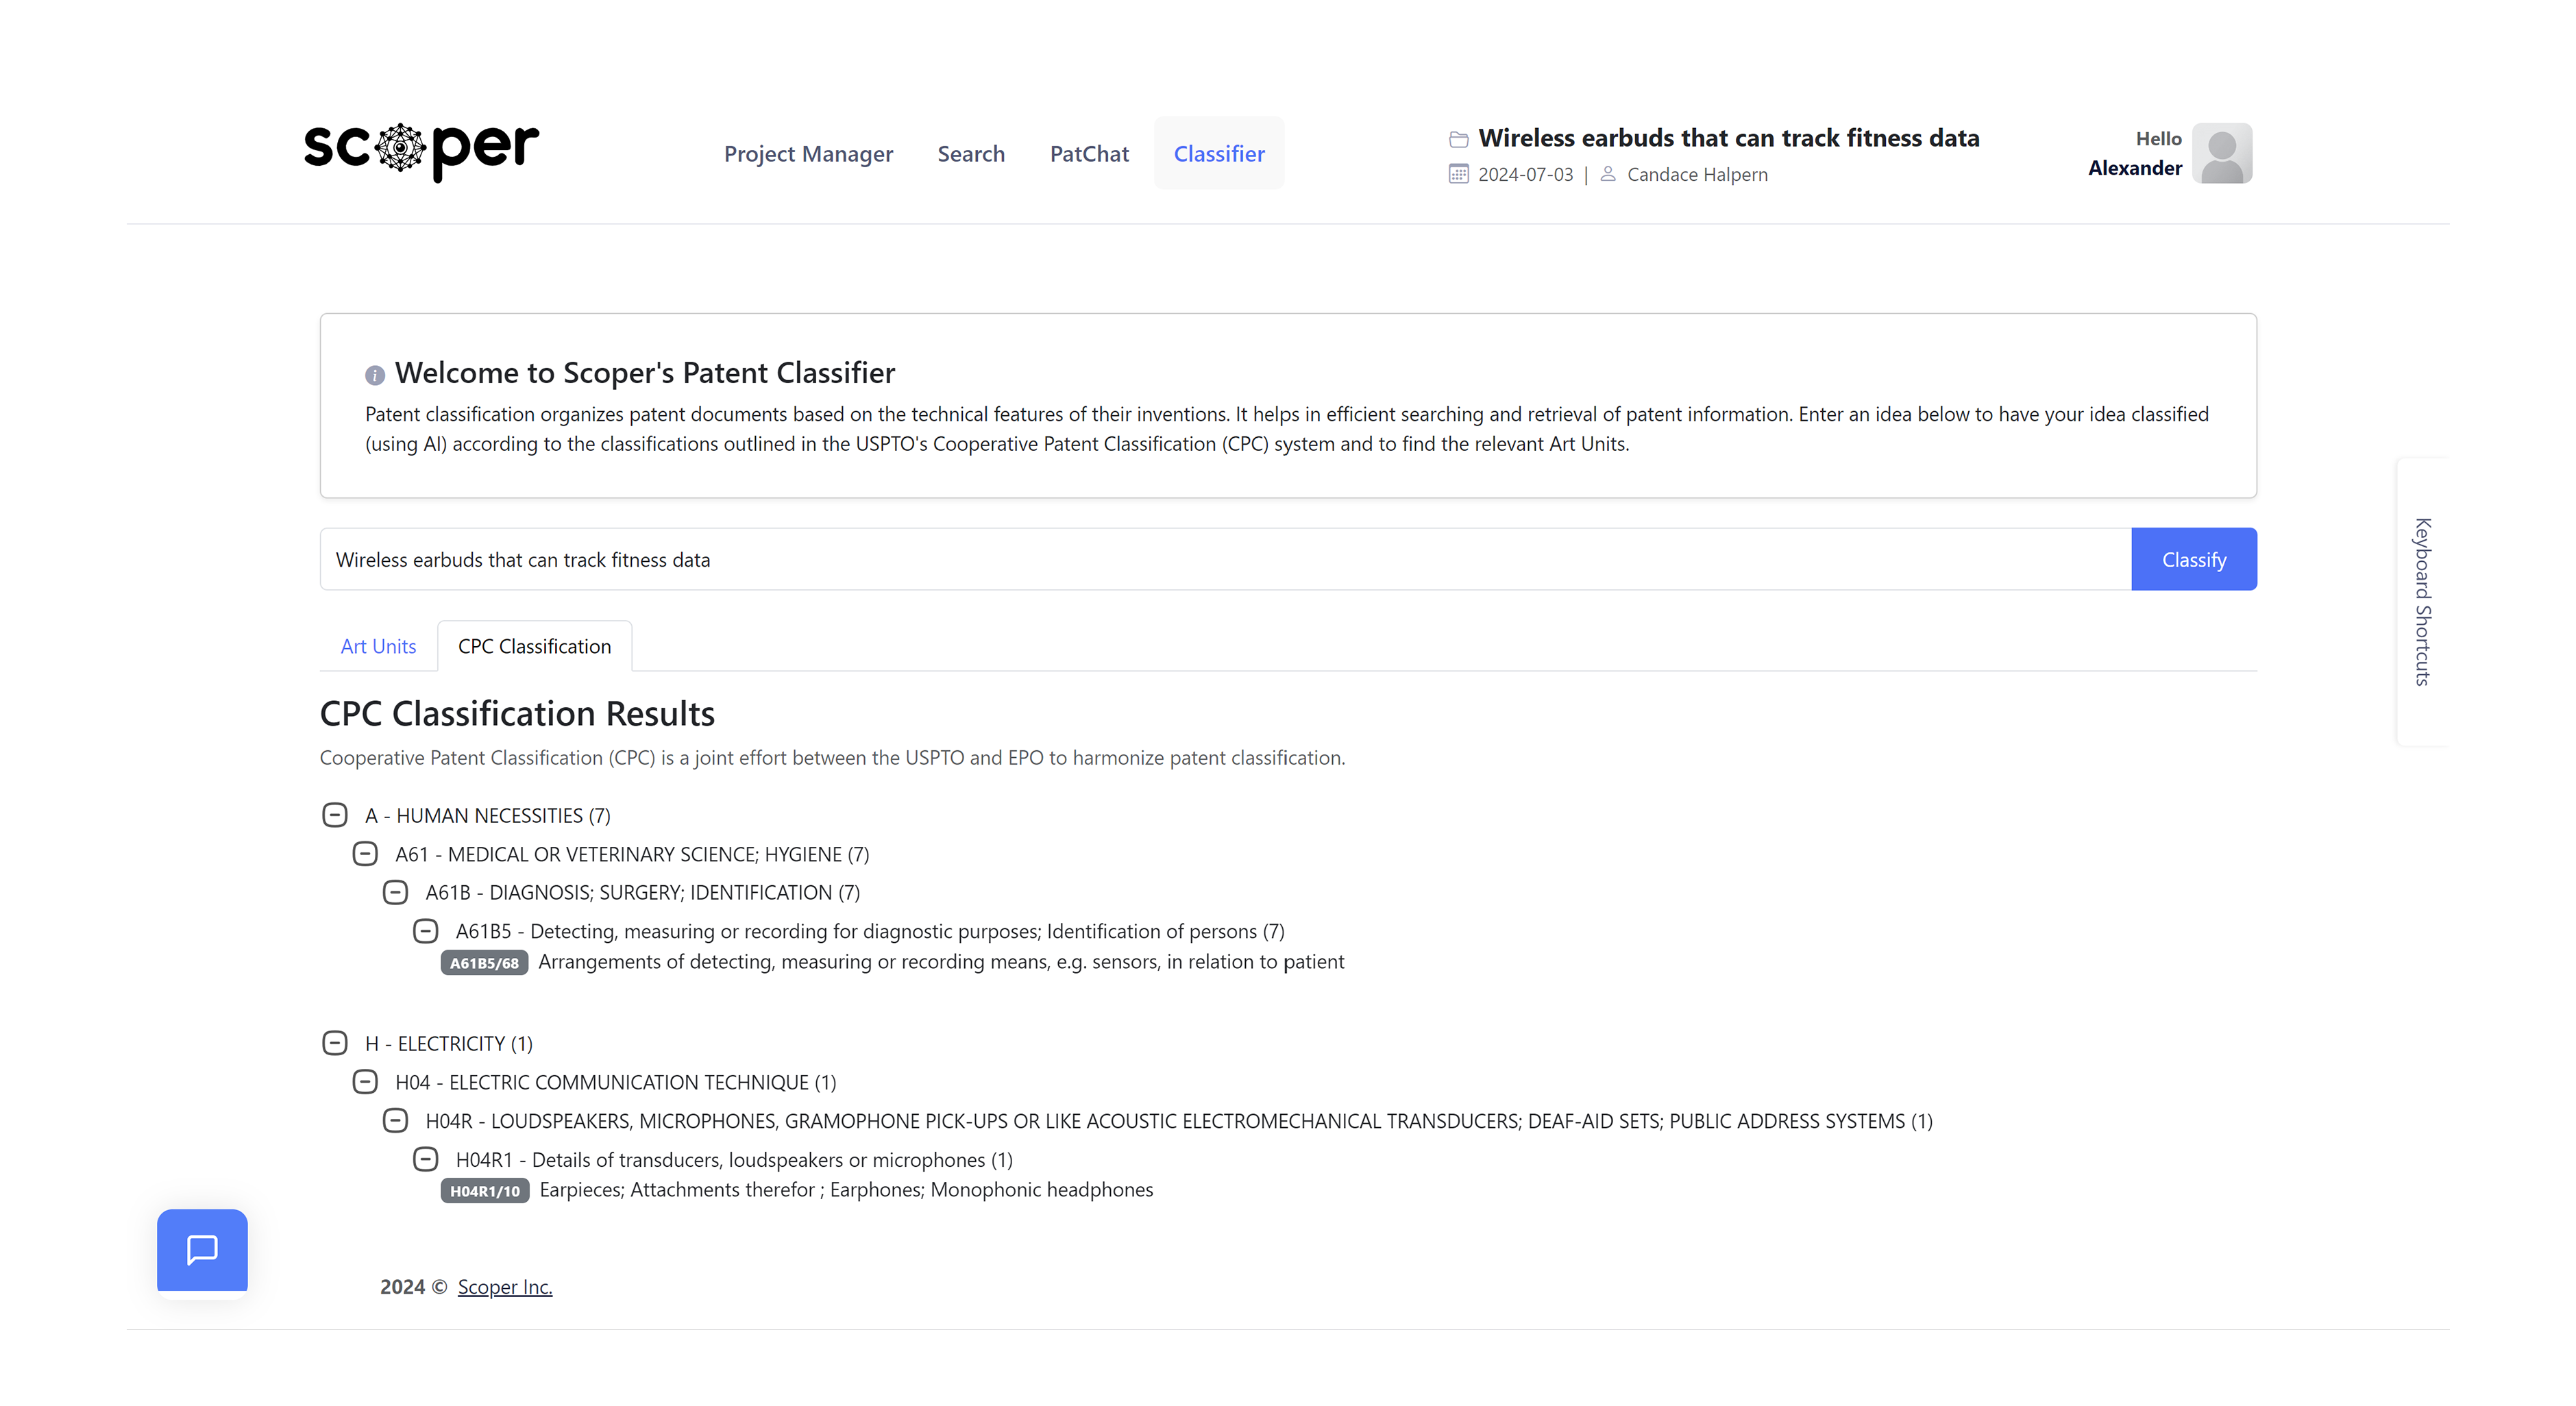 scoper
Project Manager
Search
PatChat
Classifier
Wireless earbuds that can track fitness data
2024-07-03 | Candace Halpern
Hello
Alexander
Welcome to Scoper's Patent Classifier
Patent classification organizes patent documents based on the technical features of their inventions. It helps in efficient searching and retrieval of patent information. Enter an idea below to have your idea classified
(using AI) according to the classifications outlined in the USPTO's Cooperative Patent Classification (CPC) system and to find the relevant Art Units.
Keyboard Shortcuts
Wireless earbuds that can track fitness data
Classify
Art Units
CPC Classification
CPC Classification Results
Cooperative Patent Classification (CPC) is a joint effort between the USPTO and EPO to harmonize patent classification.
A - HUMAN NECESSITIES (7)
A61 - MEDICAL OR VETERINARY SCIENCE; HYGIENE (7)
A61B - DIAGNOSIS; SURGERY; IDENTIFICATION (7)
A61B5 - Detecting, measuring or recording for diagnostic purposes; Identification of persons (7)
A61B5/68 Arrangements of detecting, measuring or recording means, e.g. sensors, in relation to patient
H - ELECTRICITY (1)
H04 - ELECTRIC COMMUNICATION TECHNIQUE (1)
H04R - LOUDSPEAKERS, MICROPHONES, GRAMOPHONE PICK-UPS OR LIKE ACOUSTIC ELECTROMECHANICAL TRANSDUCERS; DEAF-AID SETS; PUBLIC ADDRESS SYSTEMS (1)
H04R1 - Details of transducers, loudspeakers or microphones (1)
H04R1/10 Earpieces; Attachments therefor ; Earphones; Monophonic headphones
2024 © Scoper Inc.